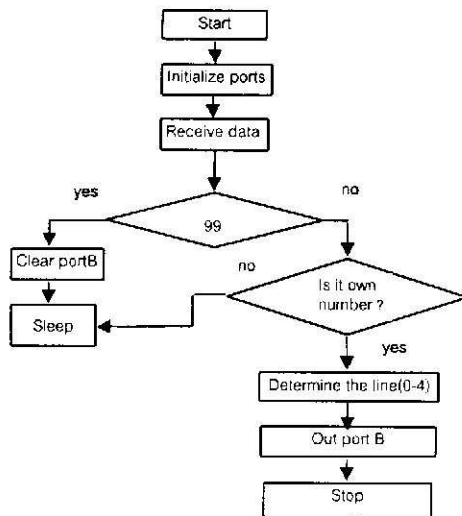 Start
Initialize ports
Receive data
yes
no
99
Clear portB
no
Is it own
number ?
Sleep
yes
Determine the line(0-4)
Out port B
Stop